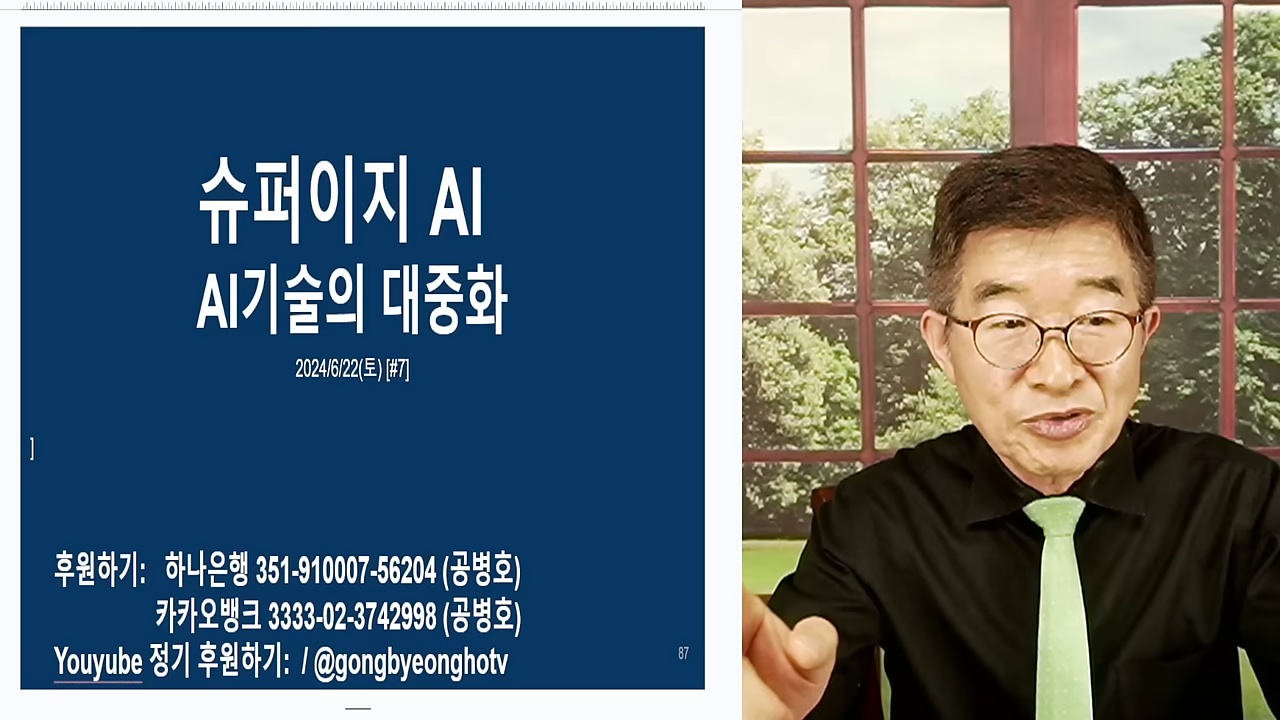 슈퍼이지 AI
AI기술의 대중화
2024/6/22(토) [#7]
]
후원하기: 하나은행 351-910007-56204 (공병호)
카카오뱅크 3333-02-3742998 (공병호)
Youyube 정기 후원하기: / @gongbyeonghotv
87